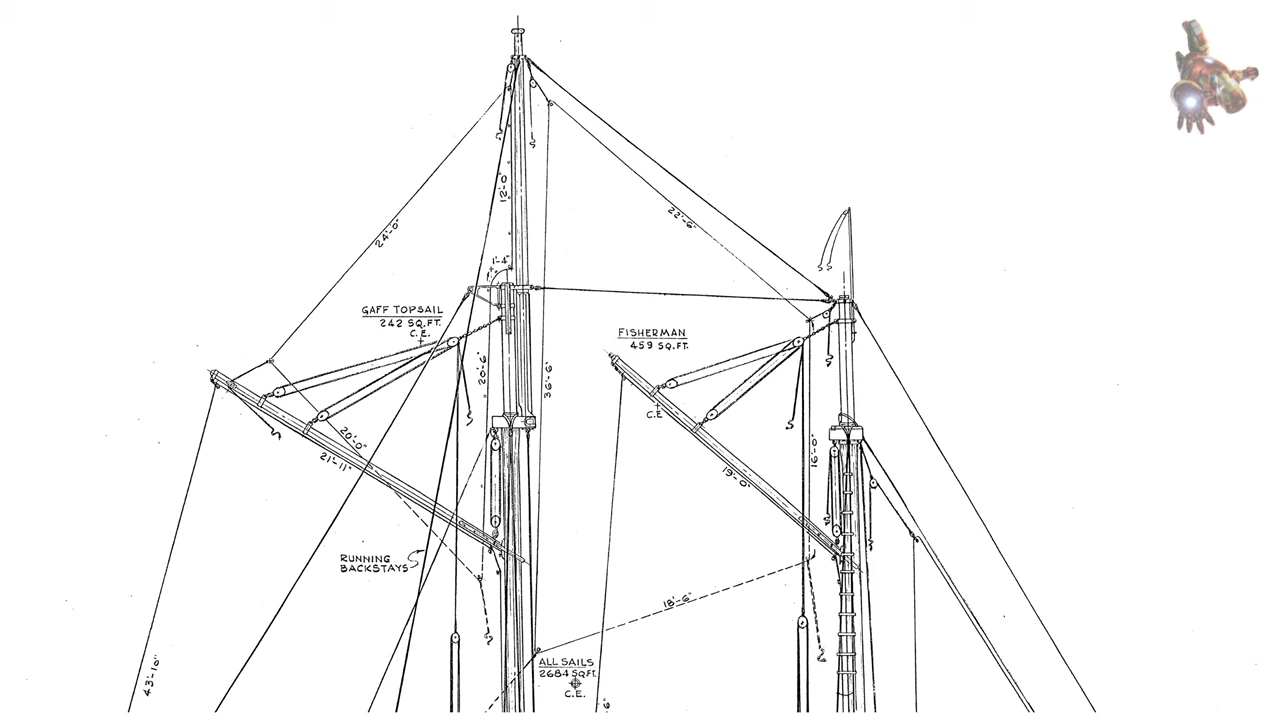 12'-0"
24'-0"
22'-6"
1'-4"
GAFF TOPSAIL
242 SQ.FT.
C.E.
FISHERMAN
459 SQ.FT.
20'-6"
36'-6"
C.E.
20'-0"
21'-11"
16'-0"
19'-0"
RUNNING
BACKSTAYS
18'-6"
ALL SAILS
2684 SQ.FT.
C.E.
43'-10"